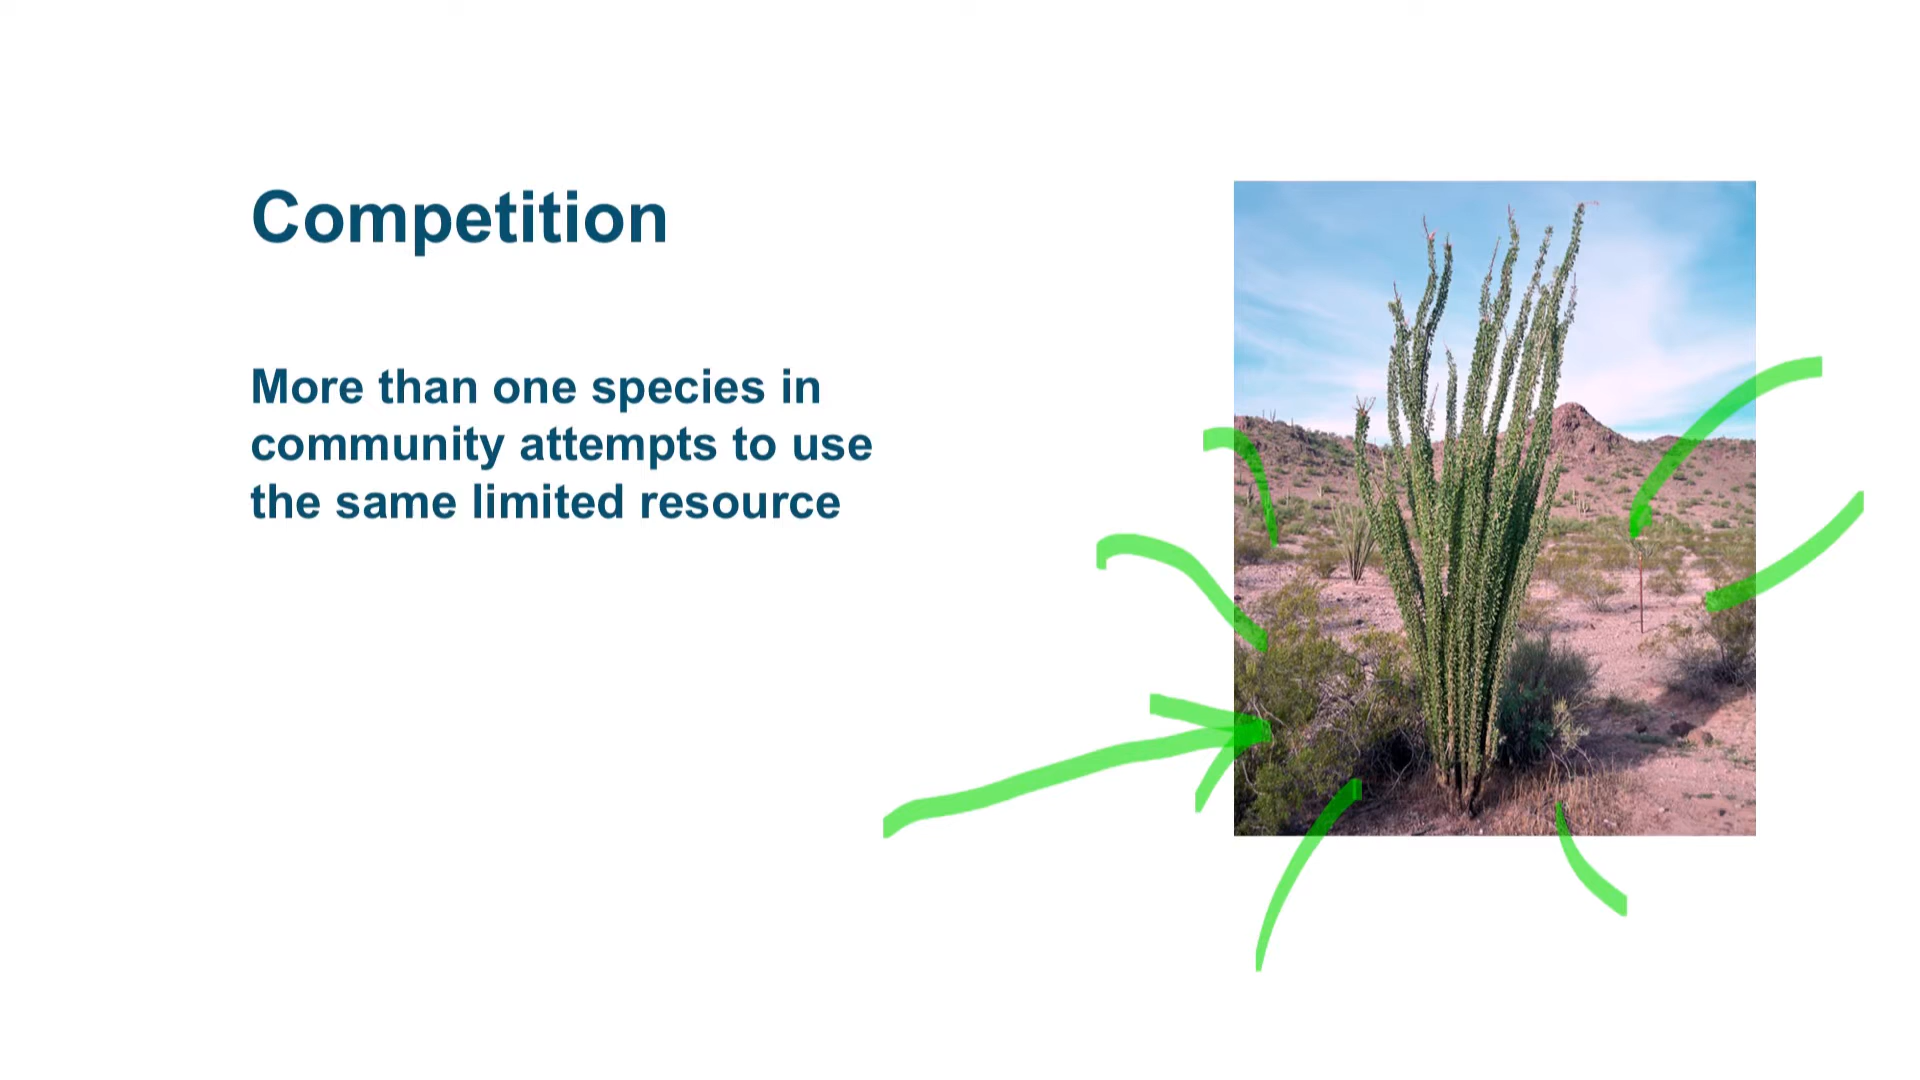 Competition
More than one species in
community attempts to use
the same limited resource